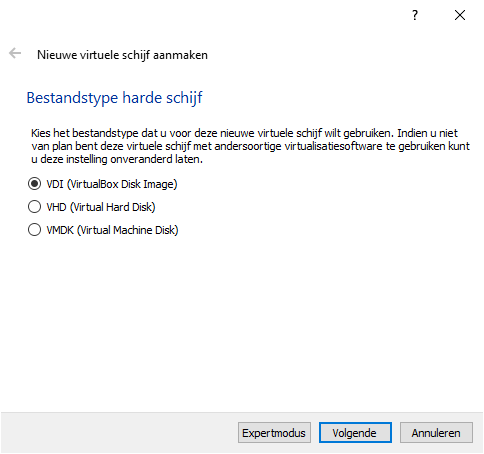 ?
Nieuwe virtuele schijf aanmaken
Bestandstype harde schijf
Kies het bestandstype dat u voor deze nieuwe virtuele schijf wilt gebruiken. Indien u niet
van plan bent deze virtuele schijf met andersoortige virtualisatiesoftware te gebruiken kunt
u deze instelling onveranderd laten.
VDI (VirtualBox Disk Image)
VHD (Virtual Hard Disk)
VMDK (Virtual Machine Disk)
Expertmodus Volgende Annuleren